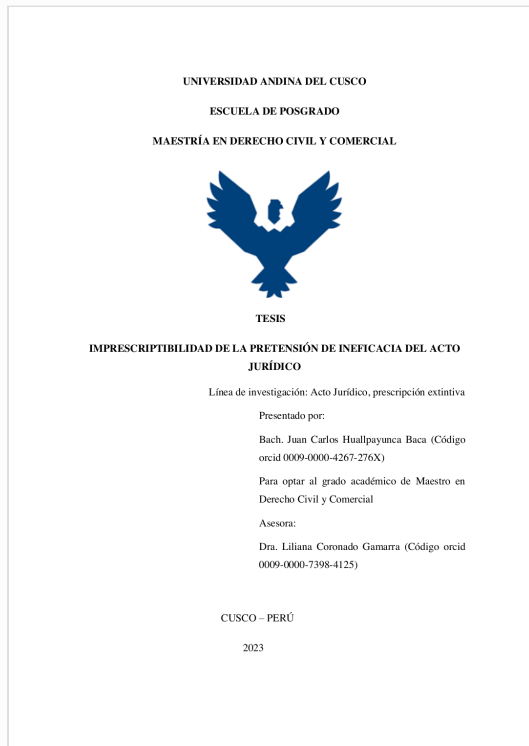 UNIVERSIDAD ANDINA DEL CUSCO
ESCUELA DE POSGRADO
MAESTRÍA EN DERECHO CIVIL Y COMERCIAL
TESIS
IMPRESCRIPTIBILIDAD DE LA PRETENSIÓN DE INEFICACIA DEL ACTO
JURÍDICO
Línea de investigación: Acto Jurídico, prescripción extintiva
Presentado por:
Bach. Juan Carlos Huallpayunca Baca (Código
orcid 0009-0000-4267-276X)
Para optar al grado académico de Maestro en
Derecho Civil y Comercial
Asesora:
Dra. Liliana Coronado Gamarra (Código orcid
0009-0000-7398-4125)
CUSCO – PERÚ
2023